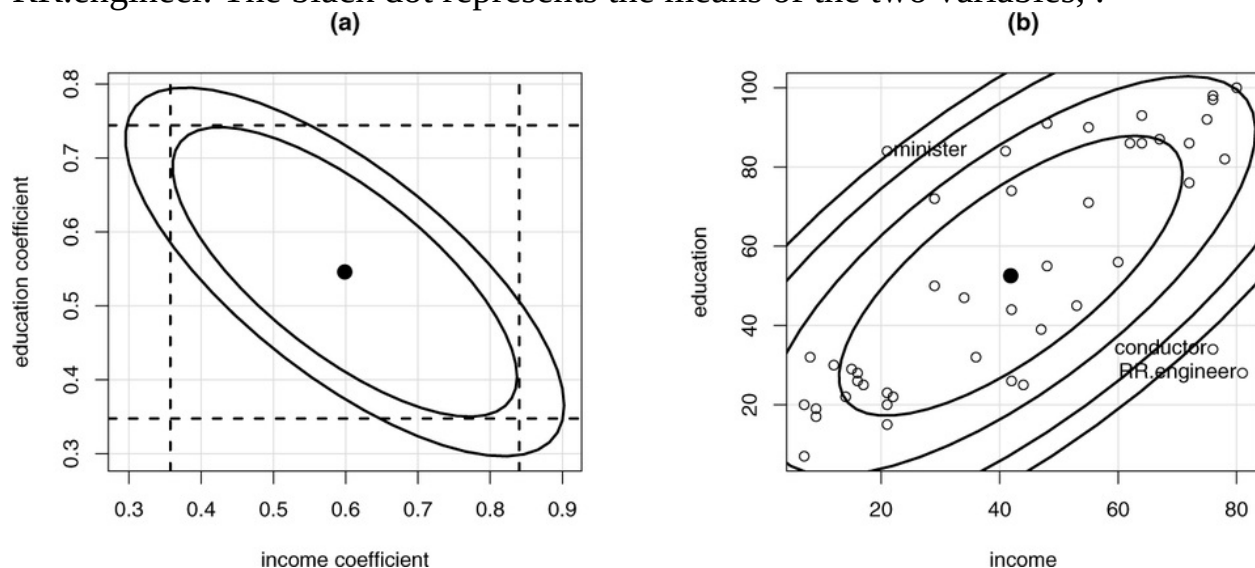 RR.engineer. The black dot represents the means of the two variables, .
(a)
education coefficient
0.8
0.7
0.6
0.5
0.4
0.3
0.3 0.4 0.5 0.6 0.7 0.8 0.9
income coefficient
(b)
education
100
80
60
40
20
minister
conductor
RR.engineer
20 40 60 80
income